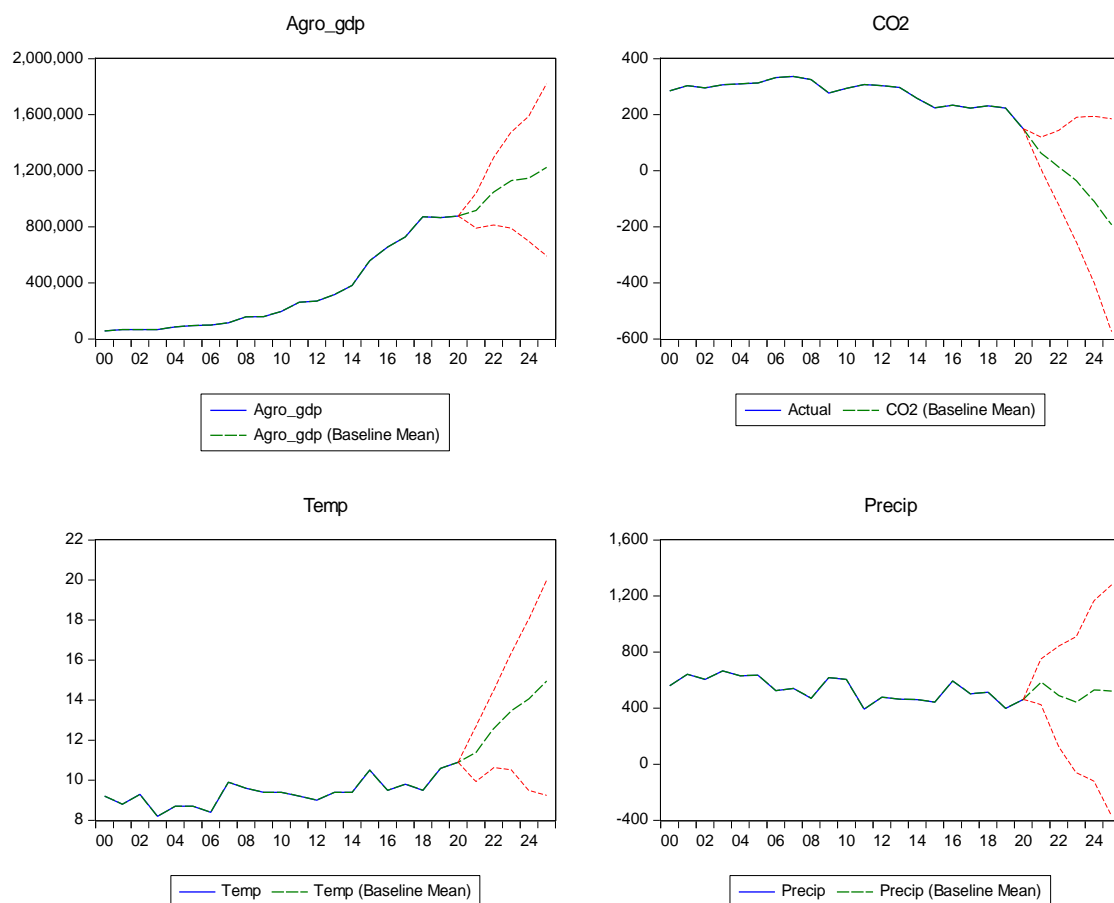 Agro_gdp
2,000,000
1,600,000
1,200,000
800,000
400,000
0
00 02 04 06 08 10 12 14 16 18 20 22 24
Agro_gdp
Agro_gdp (Baseline Mean)
CO2
400
200
0
-200
-400
-600
00 02 04 06 08 10 12 14 16 18 20 22 24
Actual CO2 (Baseline Mean)
Temp
22
20
18
16
14
12
10
8
00 02 04 06 08 10 12 14 16 18 20 22 24
Temp Temp (Baseline Mean)
Precip
1,600
1,200
800
400
0
-400
00 02 04 06 08 10 12 14 16 18 20 22 24
Precip Precip (Baseline Mean)